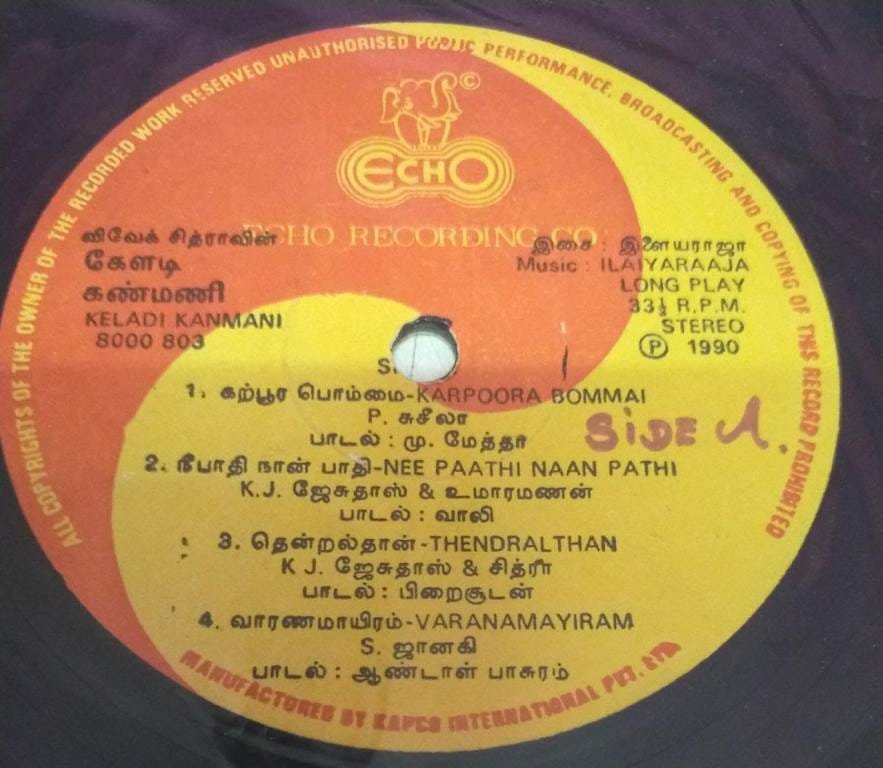 ALL COPYRIGHTS OF THE OWNER OF THE RECORDED WORK RESERVED UNAUTHORISED PUBLIC PERFORMANCE. BROADCASTING AND COPYING OF THIS RECORD PROHIBITED
©
ECHO
ECHO RECORDING CO
விவேக் சித்ராவின்
கேளடி
கண்மணி
KELADI KANMANI
8000 803
இசை : இளையராஜா
Music : ILAIYARAAJA
LONG PLAY
33⅓ R.P.M.
STEREO
Ⓟ 1990
1. கற்பூர பொம்மை-KARPOORA BOMMAI
P. சுசீலா
பாடல் : மு. மேத்தா
SiDE A.
2. நீபாதி நான் பாதி-NEE PAATHI NAAN PATHI
K.J. ஜேசுதாஸ் & உமாரமணன்
பாடல் : வாலி
3. தென்றல்தான்-THENDRALTHAN
K J. ஜேசுதாஸ் & சித்ரா
பாடல் : பிறைசூடன்
4. வாரணமாயிரம்-VARANAMAYIRAM
S. ஜானகி
பாடல் : ஆண்டாள் பாசுரம்
MANUFACTURED BY KAPCO INTERNATIONAL PVT. LTD